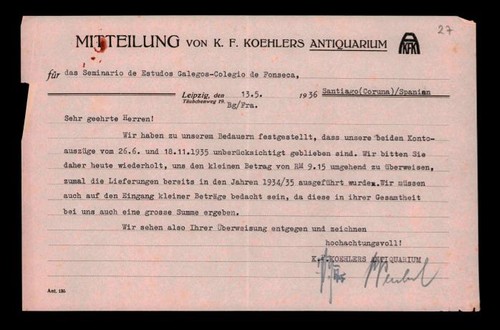 27
MITTEILUNG VON K. F. KOEHLERS ANTIQUARIUM
für das Seminario de Estudos Galegos-Colegio de Fonseca,
Leipzig, den 13.5. 1936 Santiago(Coruna)/Spanien
Täubchenweg 19.
Bg/Fra.
Sehr geehrte Herren!
Wir haben zu unserem Bedauern festgestellt, dass unsere beiden Konto-
auszüge vom 26.6. und 18.11.1935 unberücksichtigt geblieben sind. Wir bitten Sie
daher heute wiederholt, uns den kleinen Betrag von RM 9.15 umgehend zu überweisen,
zumal die Lieferungen bereits in den Jahren 1934/35 ausgeführt wurden. Wir müssen
auch auf den Eingang kleiner Beträge bedacht sein, da diese in ihrer Gesamtheit
bei uns auch eine grosse Summe ergeben.
Wir sehen also Ihrer Überweisung entgegen und zeichnen
hochachtungsvoll!
K.F.KOEHLERS ANTIQUARIUM